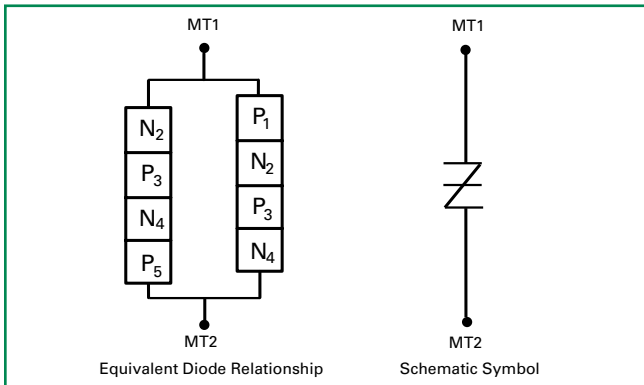 MT1
N₂
P₃
N₄
P₅
P₁
N₂
P₃
N₄
MT2
Equivalent Diode Relationship
MT1
MT2
Schematic Symbol